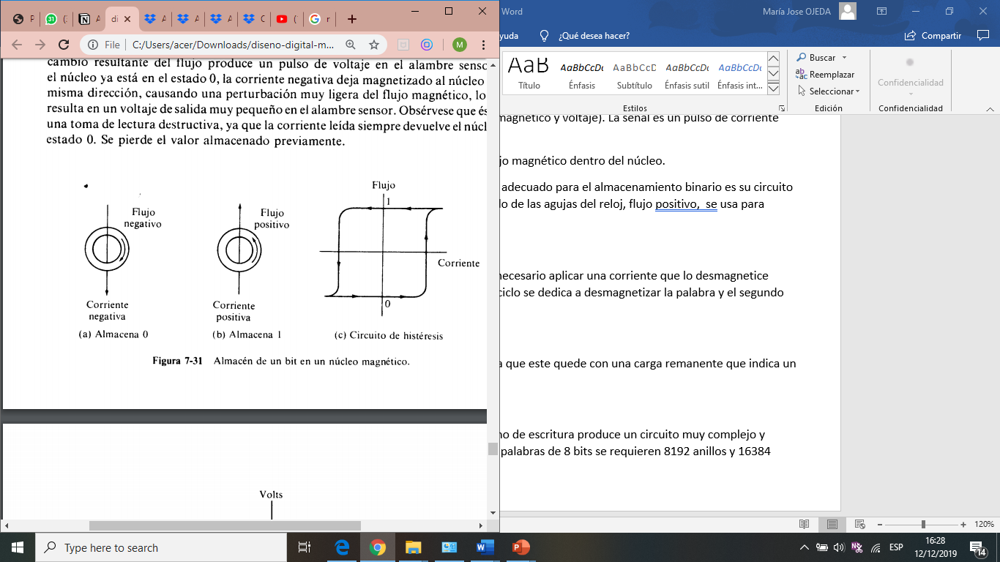 P
(:
A
di
A
A
A
C
(`
r
Word
María Jose OJEDA
File
C:/Users/acer/Downloads/diseno-digital-m...
M
yuda
¿Qué desea hacer?
Compartir
AaB
AaBbCcDc
AaBbCcD
AaBbCcDc
AaBbCcDc
Título
Énfasis
Subtítulo
Énfasis sutil
Énfasis int...
Estilos
Buscar
Reemplazar
Seleccionar
Edición
Confidencialidad
Confidencialidad
cambio resultante del flujo produce un pulso de voltaje en el alambre senso
el núcleo ya está en el estado 0, la corriente negativa deja magnetizado al núcleo
misma dirección, causando una perturbación muy ligera del flujo magnético, lo
resulta en un voltaje de salida muy pequeño en el alambre sensor. Obsérvese que és
una toma de lectura destructiva, ya que la corriente leída siempre devuelve el núcl
estado 0. Se pierde el valor almacenado previamente.
Flujo
negativo
Corriente
negativa
(a) Almacena 0
Flujo
positivo
Corriente
positiva
(b) Almacena 1
Flujo
1
Corriente
0
(c) Circuito de histéresis
Figura 7-31 Almacén de un bit en un núcleo magnético.
Volts
magnético y voltaje). La señal es un pulso de corriente
jo magnético dentro del núcleo.
adecuado para el almacenamiento binario es su circuito
lo de las agujas del reloj, flujo positivo, se usa para
necesario aplicar una corriente que lo desmagnetice
ciclo se dedica a desmagnetizar la palabra y el segundo
a que este quede con una carga remanente que indica un
no de escritura produce un circuito muy complejo y
palabras de 8 bits se requieren 8192 anillos y 16384
120%
Type here to search
ESP
16:28
12/12/2019
14